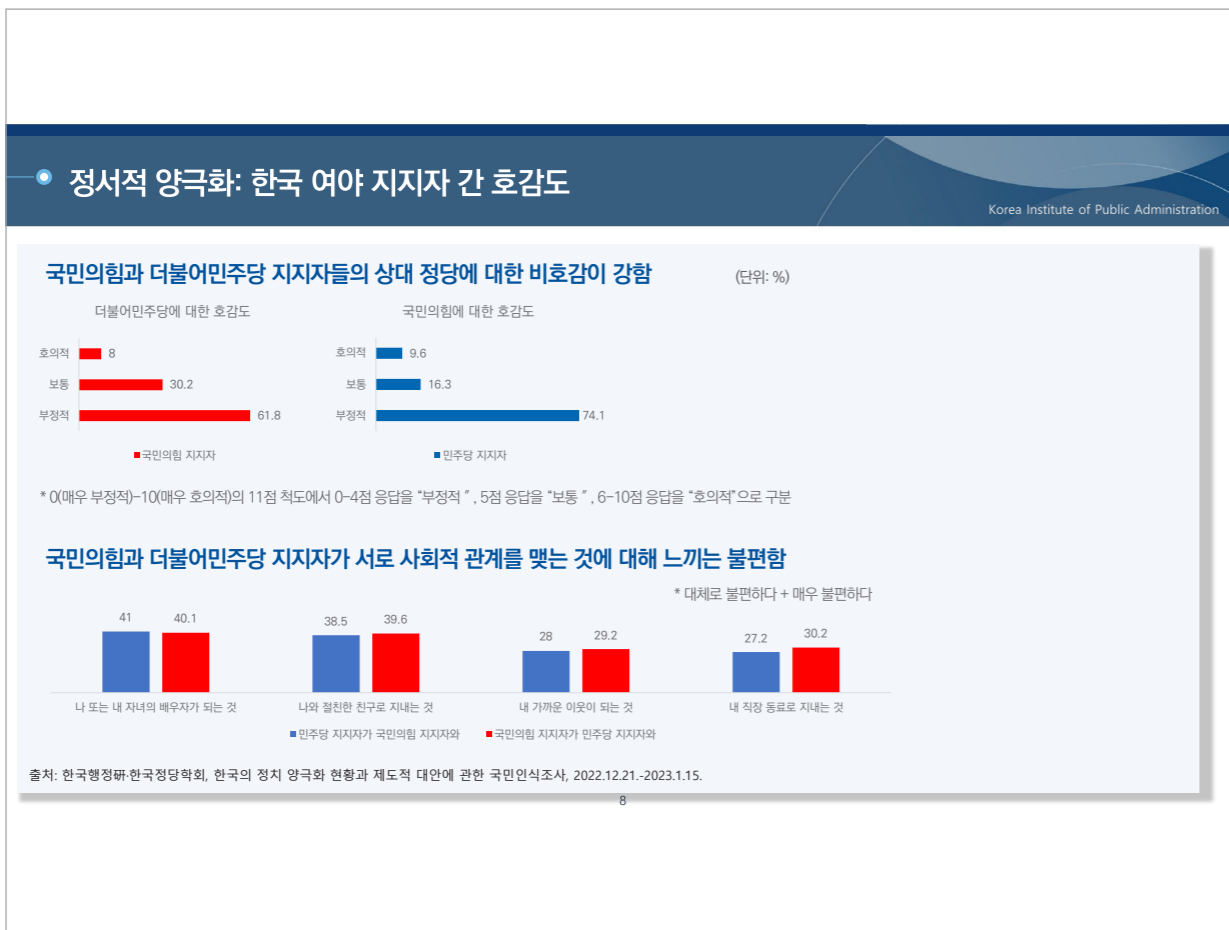 정서적 양극화: 한국 여야 지지자 간 호감도
Korea Institute of Public Administration
국민의힘과 더불어민주당 지지자들의 상대 정당에 대한 비호감이 강함
(단위: %)
더불어민주당에 대한 호감도
호의적 8
보통 30.2
부정적 61.8
국민의힘 지지자
국민의힘에 대한 호감도
호의적 9.6
보통 16.3
부정적 74.1
민주당 지지자
* 0(매우 부정적)-10(매우 호의적)의 11점 척도에서 0-4점 응답을 “부정적 ″ , 5점 응답을 “보통 ″ , 6-10점 응답을 “호의적”으로 구분
국민의힘과 더불어민주당 지지자가 서로 사회적 관계를 맺는 것에 대해 느끼는 불편함
* 대체로 불편하다 + 매우 불편하다
41 40.1 38.5 39.6 28 29.2 27.2 30.2
나 또는 내 자녀의 배우자가 되는 것 나와 절친한 친구로 지내는 것 내 가까운 이웃이 되는 것 내 직장 동료로 지내는 것
민주당 지지자가 국민의힘 지지자와 국민의힘 지지자가 민주당 지지자와
출처: 한국행정硏·한국정당학회, 한국의 정치 양극화 현황과 제도적 대안에 관한 국민인식조사, 2022.12.21.-2023.1.15.
8